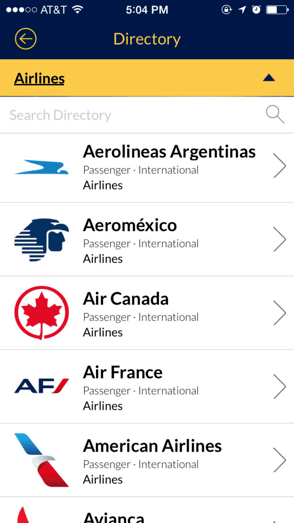 AT&T 5:04 PM
Directory
Airlines
Search Directory
Aerolineas Argentinas
Passenger · International
Airlines
Aeroméxico
Passenger · International
Airlines
Air Canada
Passenger · International
Airlines
AF
Air France
Passenger · International
Airlines
American Airlines
Passenger · International
Airlines
Avianca